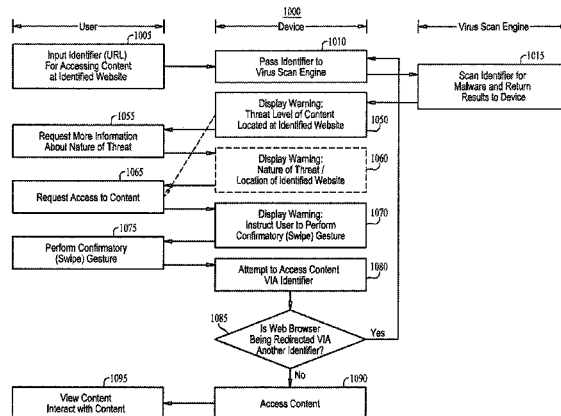 1000
User
Device
Virus Scan Engine
1005
Input Identifier (URL)
For Accessing Content
at Identified Website
1010
Pass Identifier to
Virus Scan Engine
1015
Scan Identifier for
Malware and Return
Results to Device
Display Warning:
Threat Level of Content
Located at Identified Website
1050
1055
Request More Information
About Nature of Threat
Display Warning:
Nature of Threat /
Location of Identified Website
1060
1065
Request Access to Content
Display Warning:
Instruct User to Perform
Confirmatory (Swipe) Gesture
1070
1075
Perform Confirmatory
(Swipe) Gesture
Attempt to Access Content
VIA Identifier
1080
1085
Is Web Browser
Being Redirected VIA
Another Identifier?
Yes
No
1095
View Content
Interact with Content
1090
Access Content